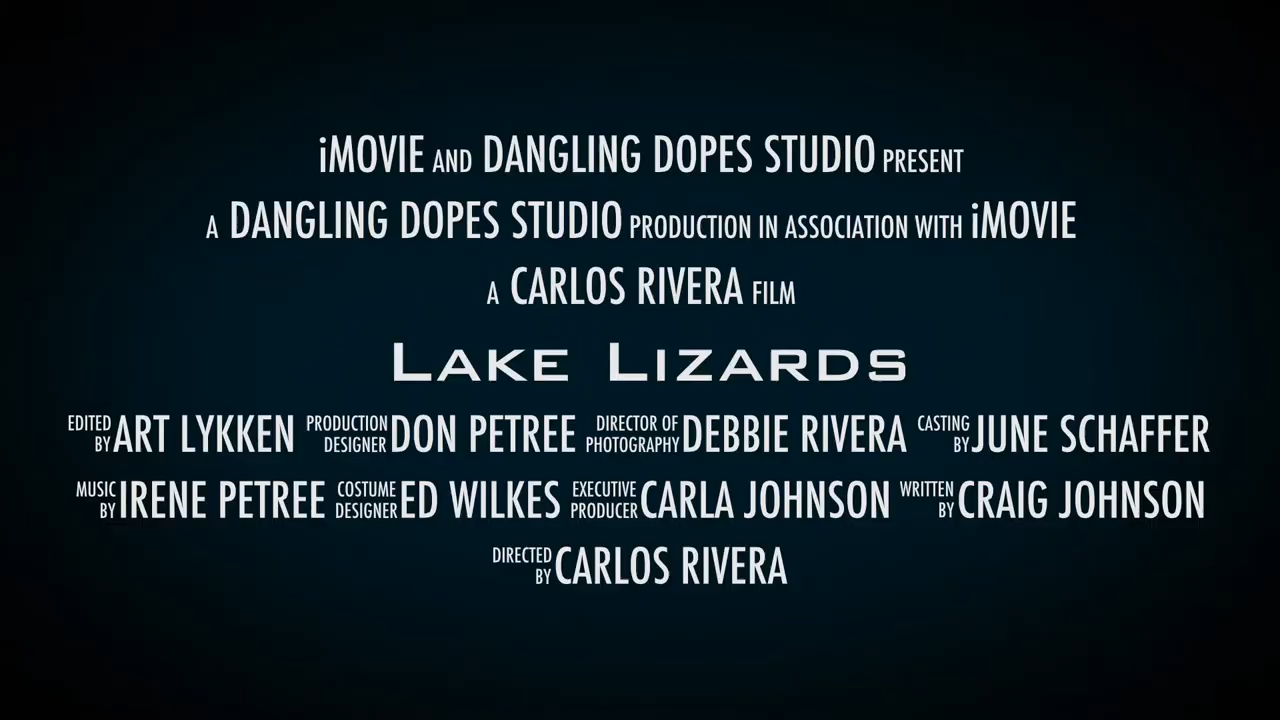 iMOVIE AND DANGLING DOPES STUDIO PRESENT
A DANGLING DOPES STUDIO PRODUCTION IN ASSOCIATION WITH iMOVIE
A CARLOS RIVERA FILM
LAKE LIZARDS
EDITED BY ART LYKKEN PRODUCTION DESIGNER DON PETREE DIRECTOR OF PHOTOGRAPHY DEBBIE RIVERA CASTING BY JUNE SCHAFFER
MUSIC BY IRENE PETREE COSTUME DESIGNER ED WILKES EXECUTIVE PRODUCER CARLA JOHNSON WRITTEN BY CRAIG JOHNSON
DIRECTED BY CARLOS RIVERA